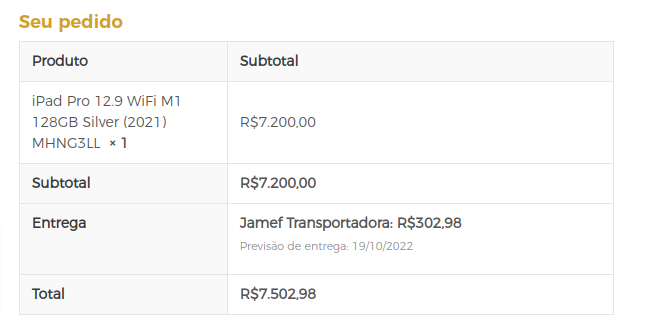 Seu pedido
Produto Subtotal
iPad Pro 12.9 WiFi M1
128GB Silver (2021)
MHNG3LL × 1
R$7.200,00
Subtotal R$7.200,00
Entrega Jamef Transportadora: R$302,98
Previsão de entrega: 19/10/2022
Total R$7.502,98